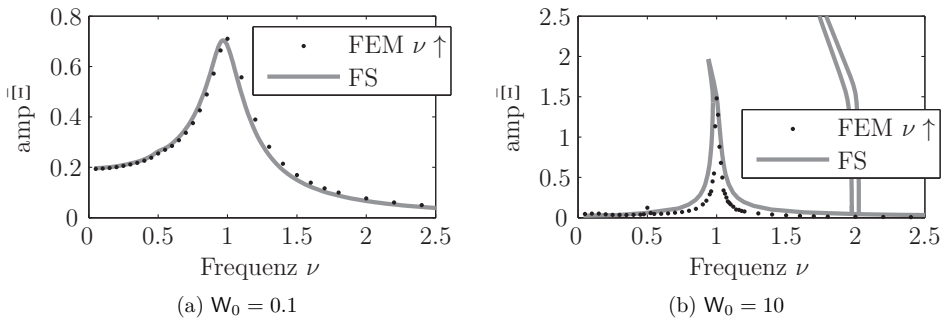 0.8
0.6
0.4
0.2
0
amp Ξ̄
FEM ν ↑
FS
0 0.5 1 1.5 2 2.5
Frequenz ν
(a) W₀ = 0.1
2.5
2
1.5
1
0.5
0
amp Ξ̄
FEM ν ↑
FS
0 0.5 1 1.5 2 2.5
Frequenz ν
(b) W₀ = 10